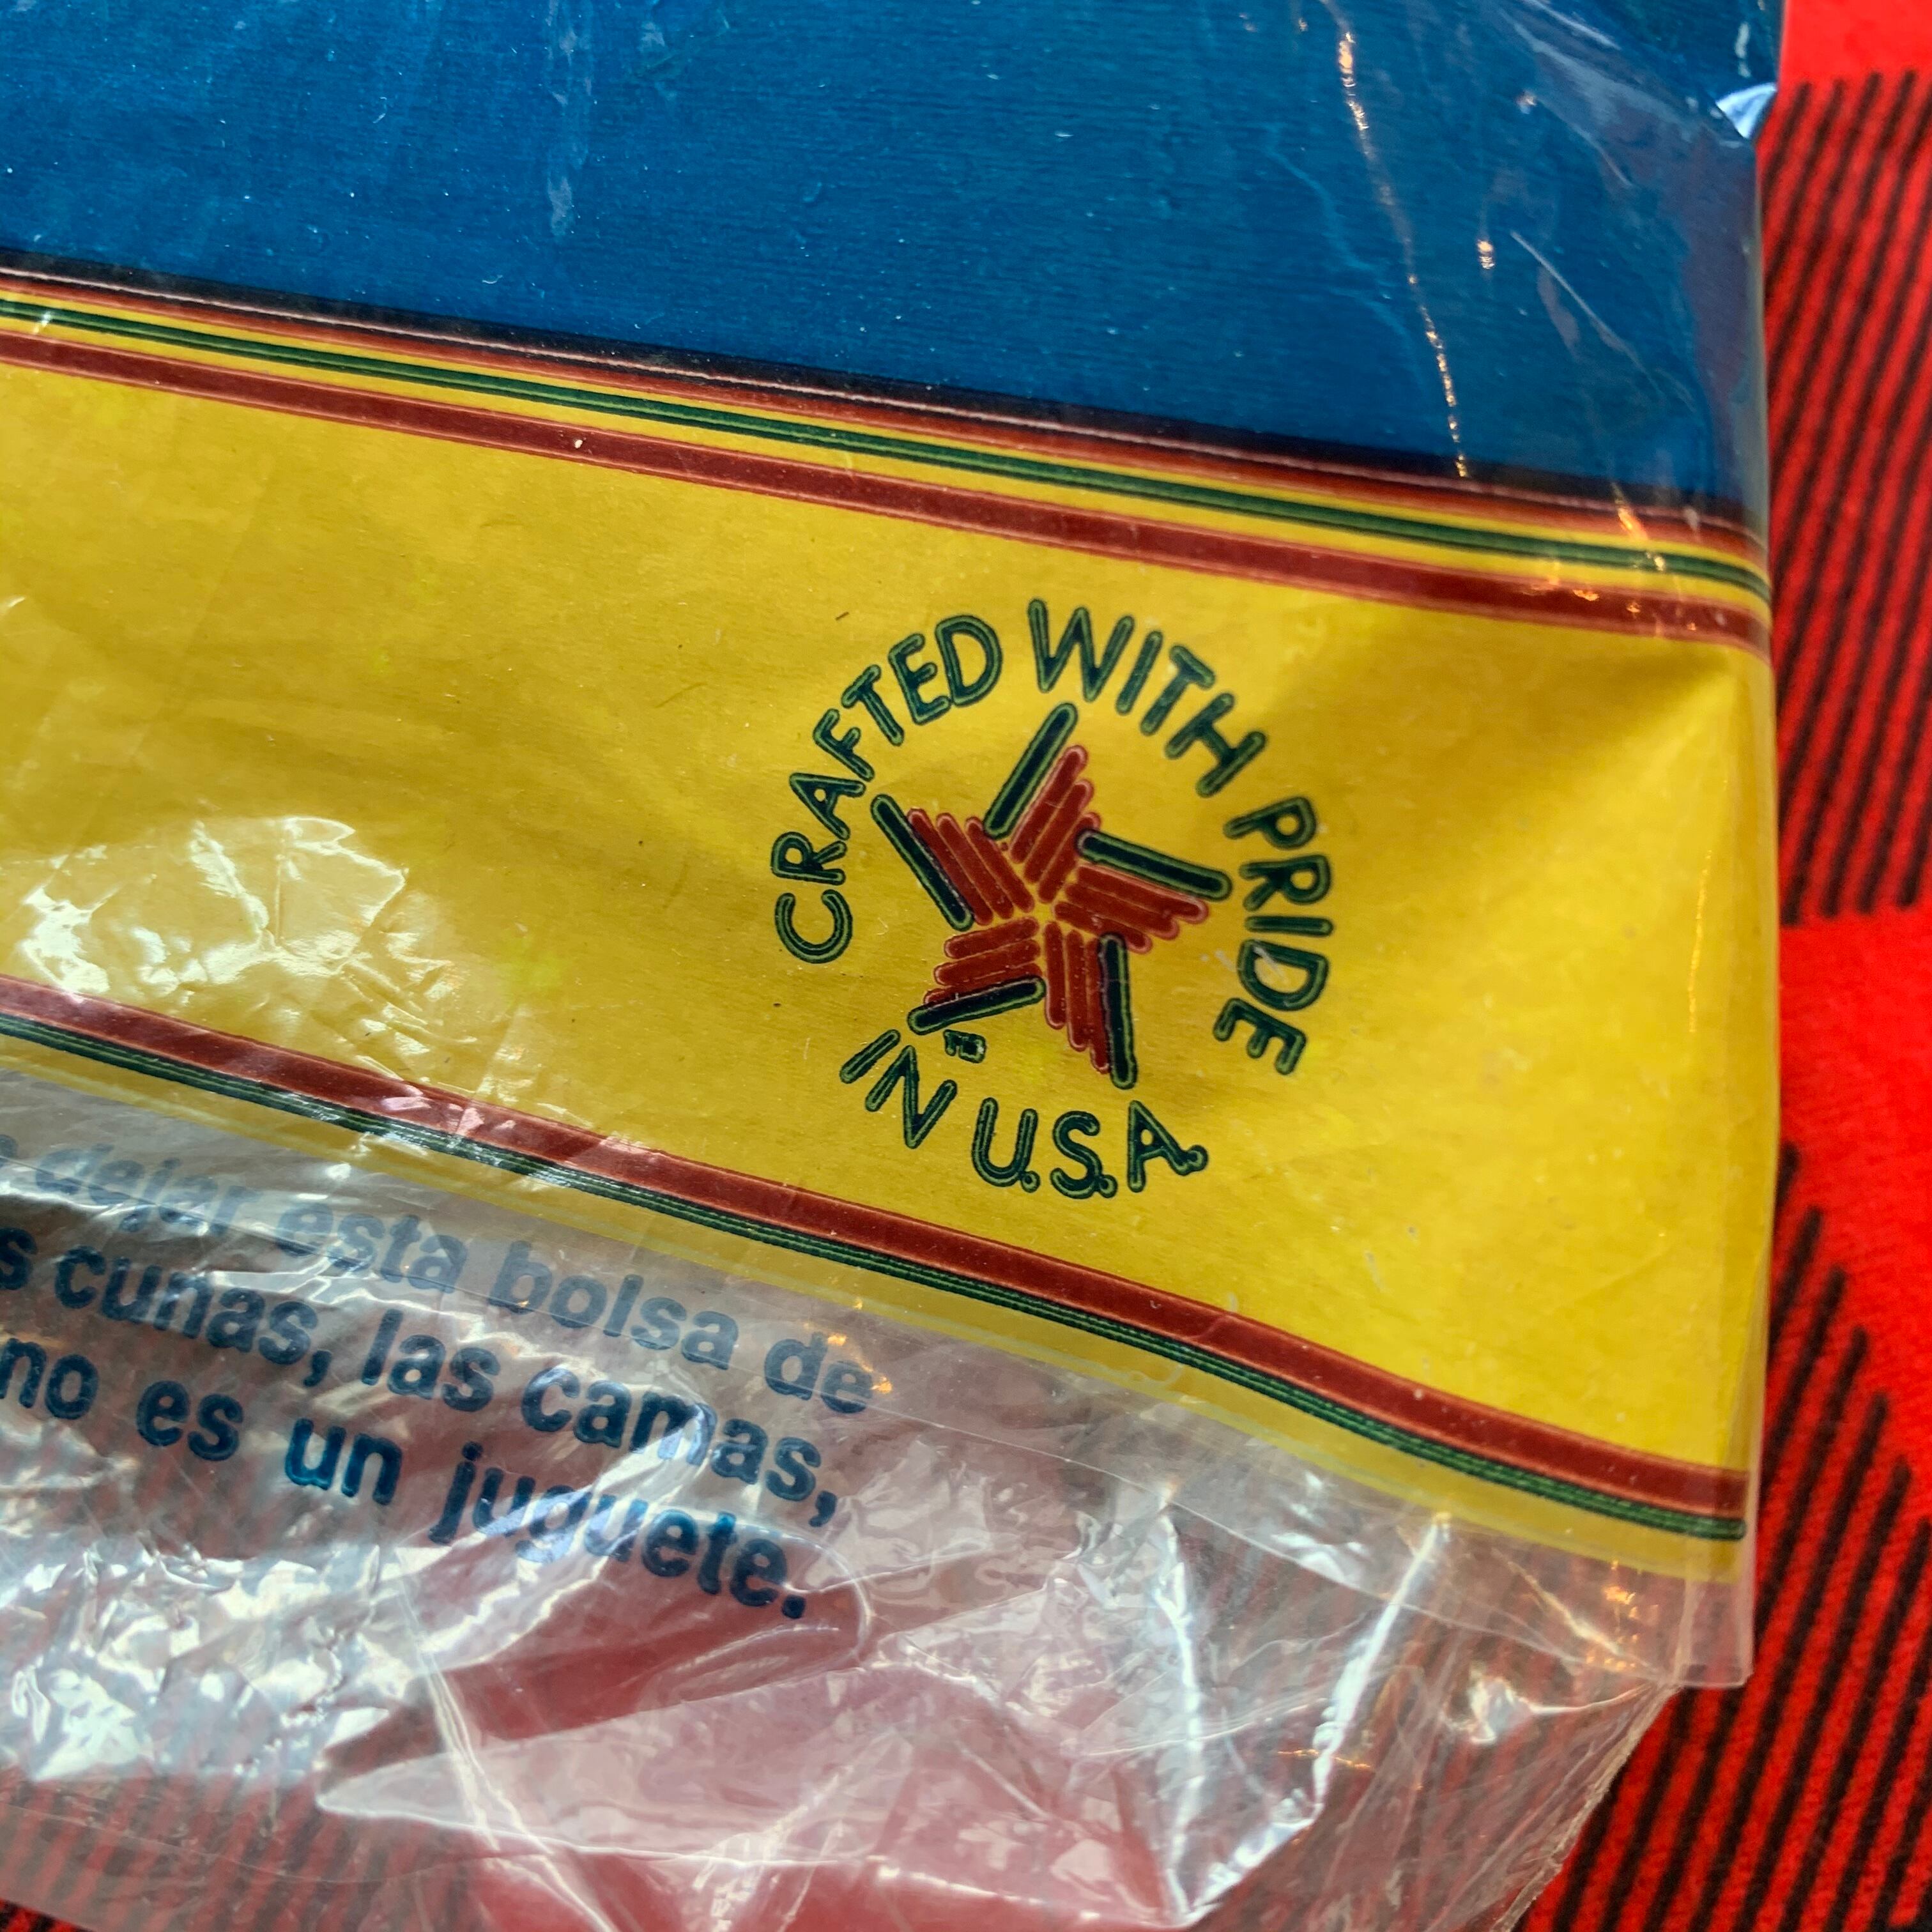 CRAFTED WITH PRIDE
IN U.S.A.
dejar esta bolsa de
cunas, las camas,
no es un juguete.